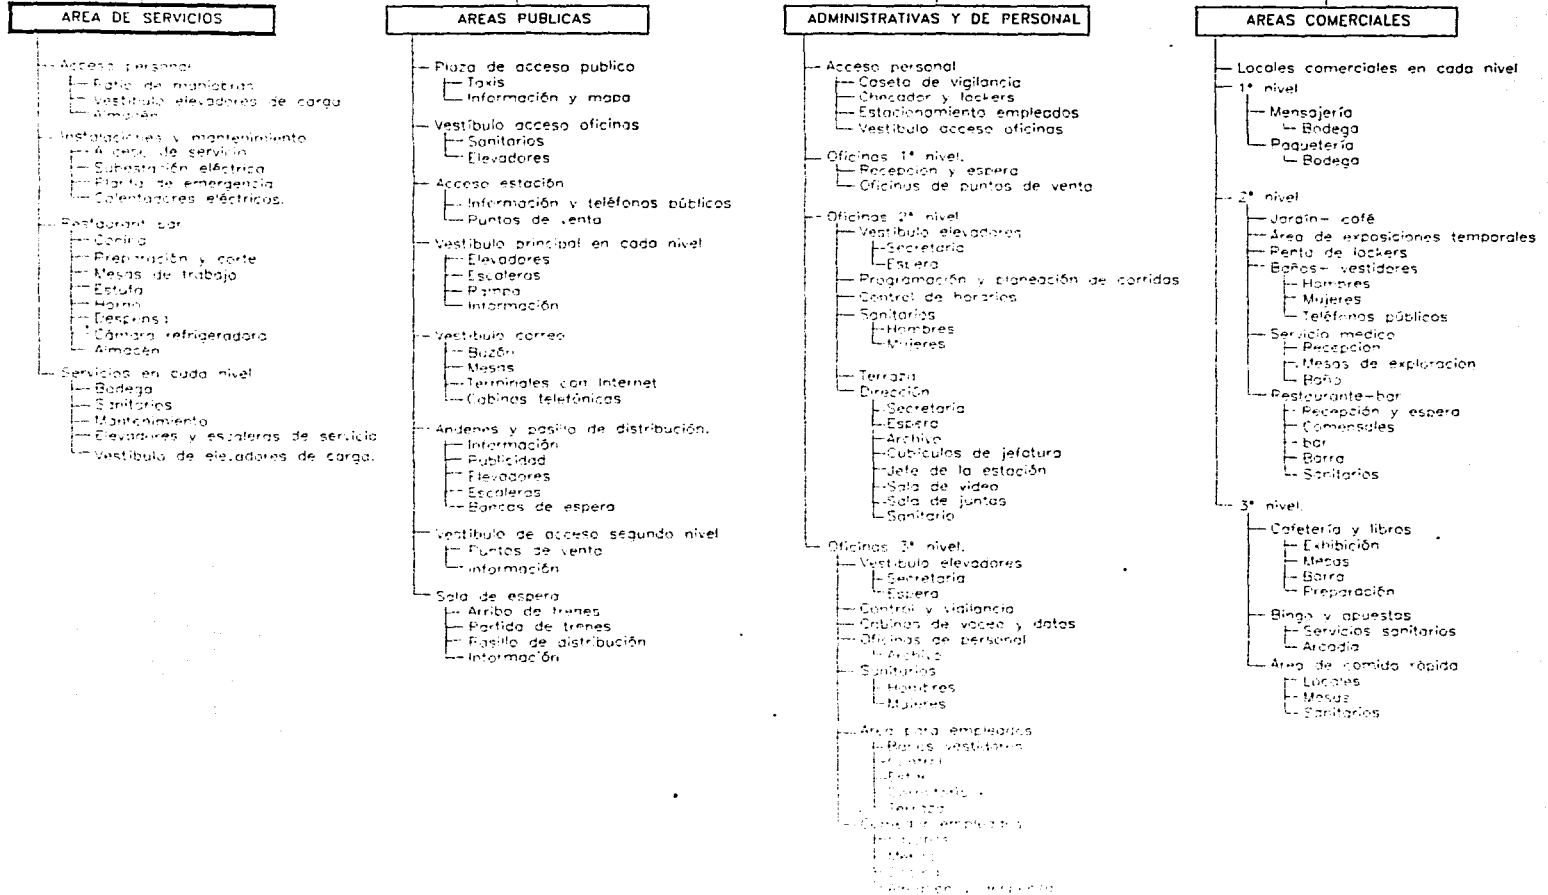 AREA DE SERVICIOS
Acceso personal
Patio de maniobras
Vestíbulo elevadores de carga
Almacén
Instalaciones y mantenimiento
Acceso de servicio
Subestación eléctrica
Planta de emergencia
Calentadores eléctricos.
Restaurant bar
Cocina
Preparación y corte
Mesas de trabajo
Estufa
Horno
Despensa
Cámara refrigeradora
Almacén
Servicios en cada nivel
Bodega
Sanitarios
Mantenimiento
Elevadores y escaleras de servicio
Vestíbulo de elevadores de carga.
AREAS PUBLICAS
Plaza de acceso publico
Taxis
Información y mapa
Vestíbulo acceso oficinas
Sanitarios
Elevadores
Acceso estación
Información y teléfonos públicos
Puntos de venta
Vestíbulo principal en cada nivel
Elevadores
Escaleras
Rampa
Información
Vestíbulo correo
Buzón
Mesas
Terminales con Internet
Cabinas telefónicas
Andenes y pasillo de distribución.
Información
Publicidad
Elevadores
Escaleras
Bancas de espera
Vestíbulo de acceso segundo nivel
Puntos de venta
Información
Sala de espera
Arribo de trenes
Partida de trenes
Pasillo de distribución
Información
ADMINISTRATIVAS Y DE PERSONAL
Acceso personal
Caseta de vigilancia
Checador y lockers
Estacionamiento empleados
Vestíbulo acceso oficinas
Oficinas 1° nivel.
Recepción y espera
Oficinas de puntos de venta
Oficinas 2° nivel
Vestíbulo elevadores
Secretaria
Espera
Programación y planeación de corridas
Control de horarios
Sanitarios
Hombres
Mujeres
Terraza
Dirección
Secretaria
Espera
Archivo
Cubículos de jefatura
Jefe de la estación
Sala de video
Sala de juntas
Sanitario
Oficinas 3° nivel.
Vestíbulo elevadores
Secretaria
Espera
Control y vigilancia
Cabinas de voceo y datos
Oficinas de personal
Archivo
Sanitarios
Hombres
Mujeres
Area para empleados
Baños vestidores
Control
Terraza
Comedor empleados
AREAS COMERCIALES
Locales comerciales en cada nivel
1° nivel
Mensajería
Bodega
Paquetería
Bodega
2° nivel
Jardín- café
Area de exposiciones temporales
Renta de lockers
Baños- vestidores
Hombres
Mujeres
Teléfonos públicos
Servicio medico
Recepción
Mesas de exploración
Baño
Restaurante-bar
Recepción y espera
Comensales
bar
Barra
Sanitarios
3° nivel.
Cafetería y libros
Exhibición
Mesas
Barra
Preparación
Bingo y apuestas
Servicios sanitarios
Arcadia
Area de comida rápida
Locales
Mesas
Sanitarios